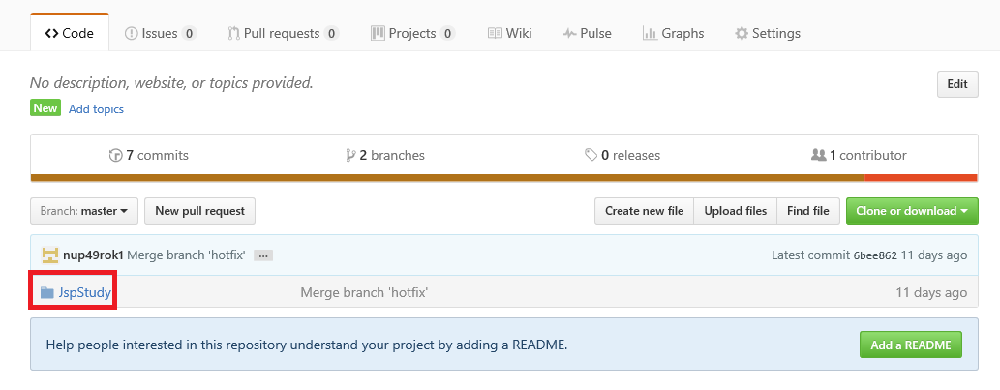 Code Issues 0 Pull requests 0 Projects 0 Wiki Pulse Graphs Settings
No description, website, or topics provided. Edit
New Add topics
7 commits 2 branches 0 releases 1 contributor
Branch: master New pull request Create new file Upload files Find file Clone or download
nup49rok1 Merge branch 'hotfix' ... Latest commit 6bee862 11 days ago
JspStudy Merge branch 'hotfix' 11 days ago
Help people interested in this repository understand your project by adding a README. Add a README